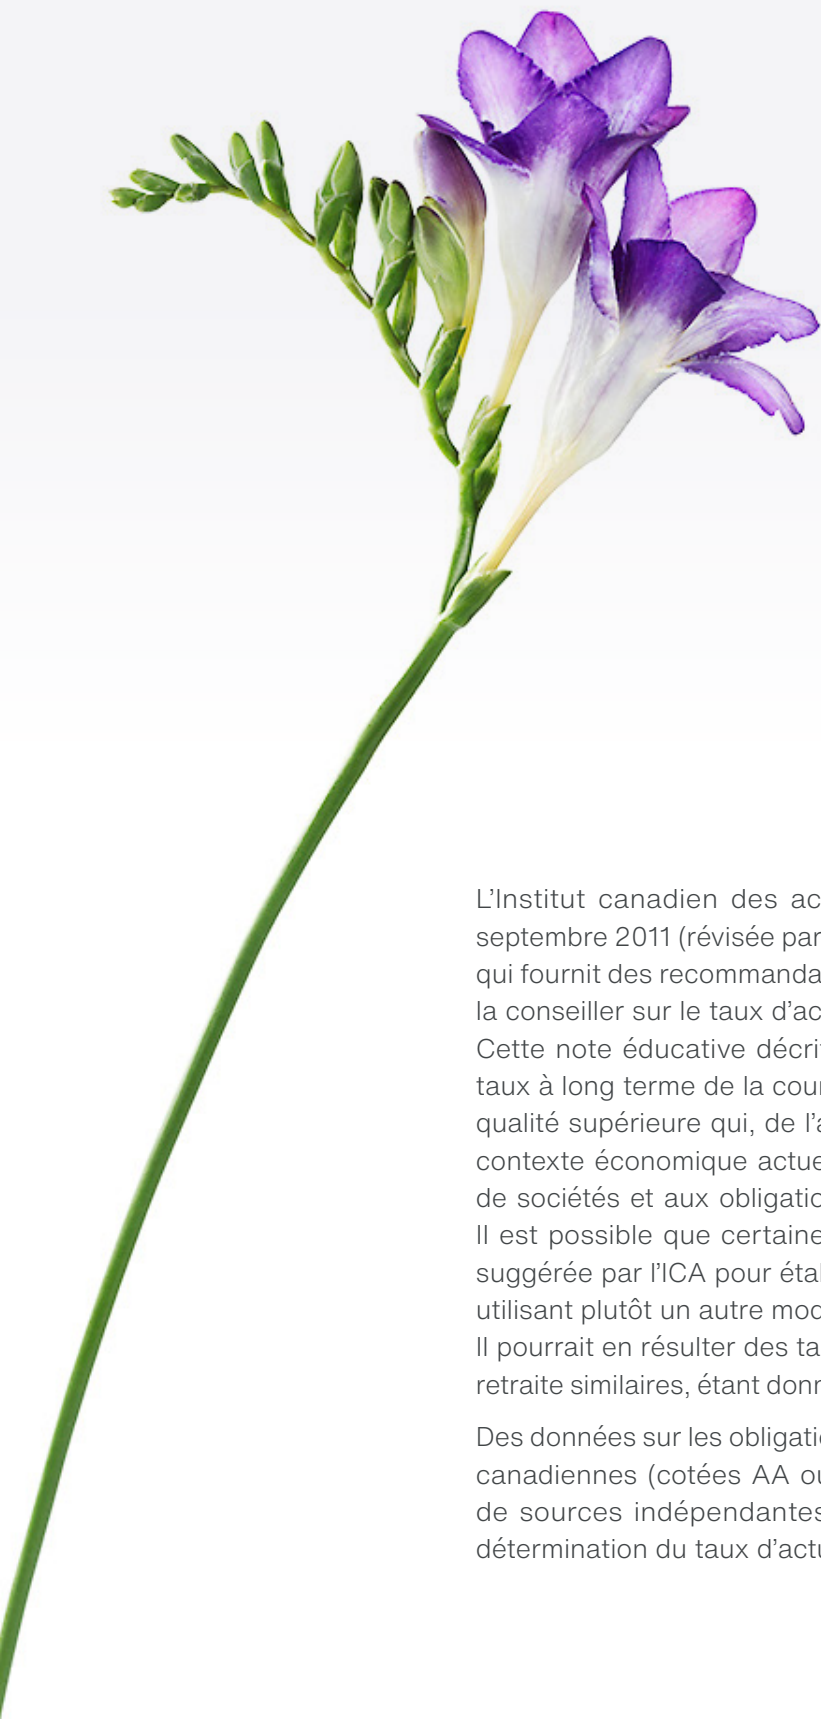 L’Institut canadien des ac
septembre 2011 (révisée par
qui fournit des recommanda
la conseiller sur le taux d’ac
Cette note éducative décri
taux à long terme de la cour
qualité supérieure qui, de l’a
contexte économique actue
de sociétés et aux obligatio
Il est possible que certaine
suggérée par l’ICA pour étal
utilisant plutôt un autre mod
Il pourrait en résulter des ta
retraite similaires, étant donn
Des données sur les obligati
canadiennes (cotées AA ou
de sources indépendantes
détermination du taux d’actu